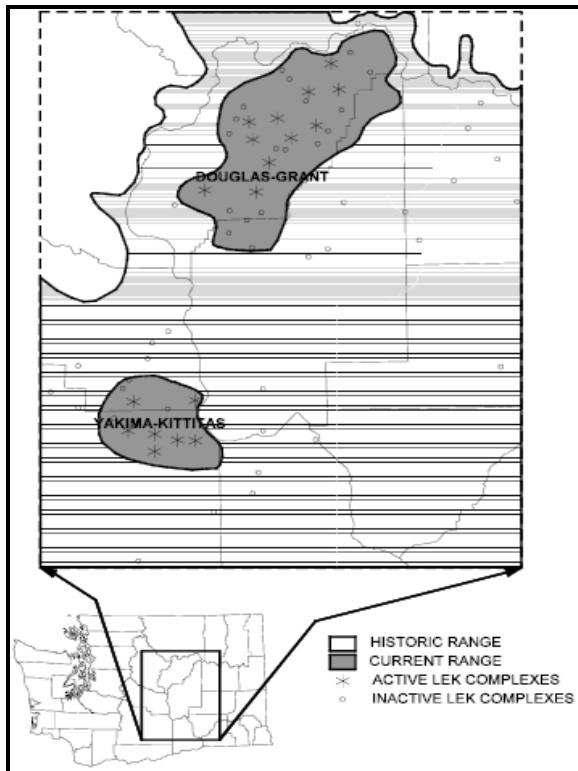 DOUGLAS-GRANT
YAKIMA-KITTITAS
HISTORIC RANGE
CURRENT RANGE
ACTIVE LEK COMPLEXES
INACTIVE LEK COMPLEXES